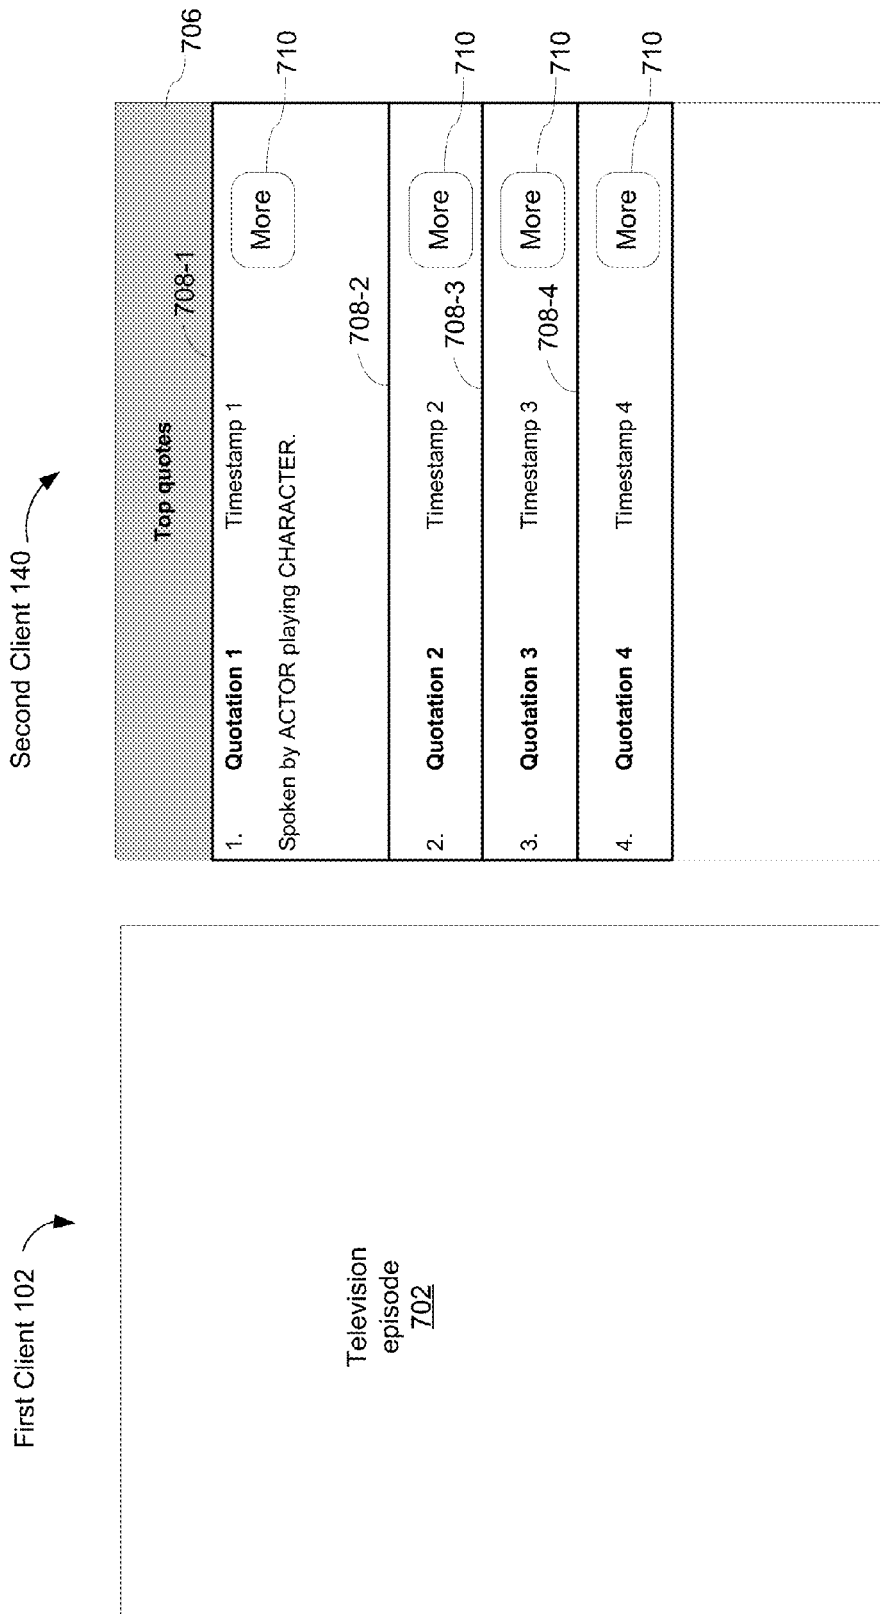 First Client 102
Television
episode
702
Second Client 140
Top quotes
706
708-1
1. Quotation 1 Timestamp 1 More
710
Spoken by ACTOR playing CHARACTER.
708-2
2. Quotation 2 Timestamp 2 More
710
708-3
3. Quotation 3 Timestamp 3 More
710
708-4
4. Quotation 4 Timestamp 4 More
710